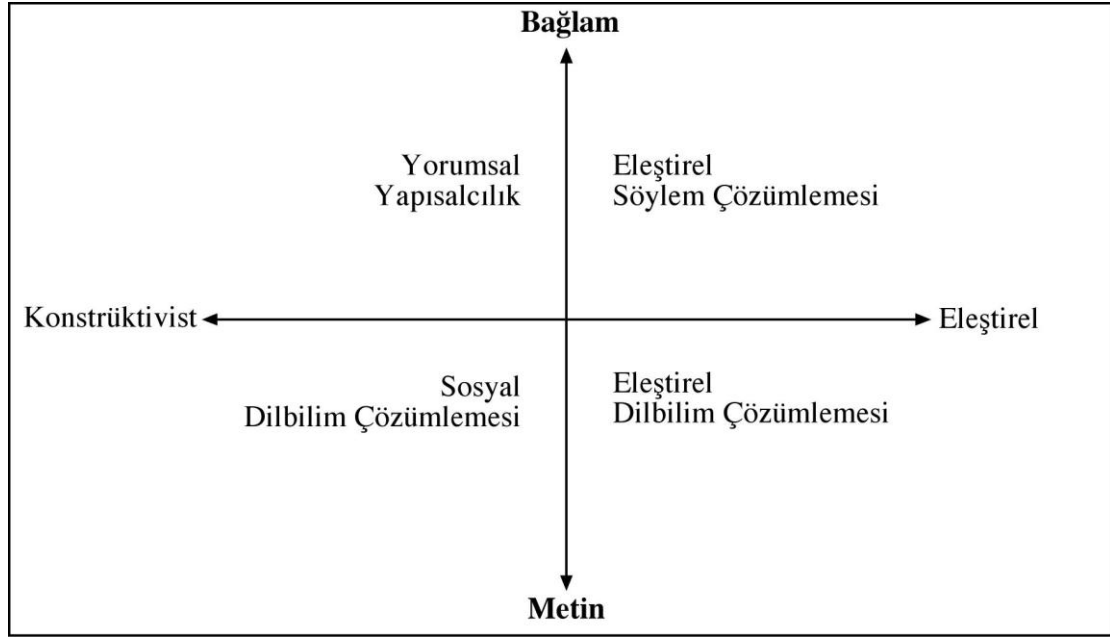 Bağlam
Yorumsal
Yapısalcılık
Eleştirel
Söylem Çözümlemesi
Konstrüktivist
Eleştirel
Sosyal
Dilbilim Çözümlemesi
Eleştirel
Dilbilim Çözümlemesi
Metin